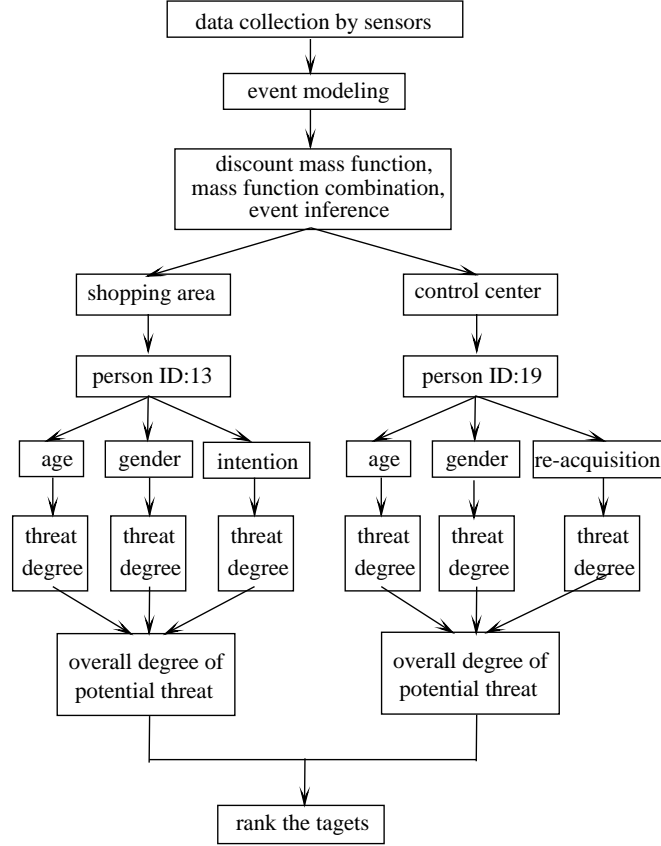 data collection by sensors
event modeling
discount mass function,
mass function combination,
event inference
shopping area
control center
person ID:13
person ID:19
age
gender
intention
age
gender
re-acquisition
threat
degree
threat
degree
threat
degree
threat
degree
threat
degree
threat
degree
overall degree of
potential threat
overall degree of
potential threat
rank the tagets